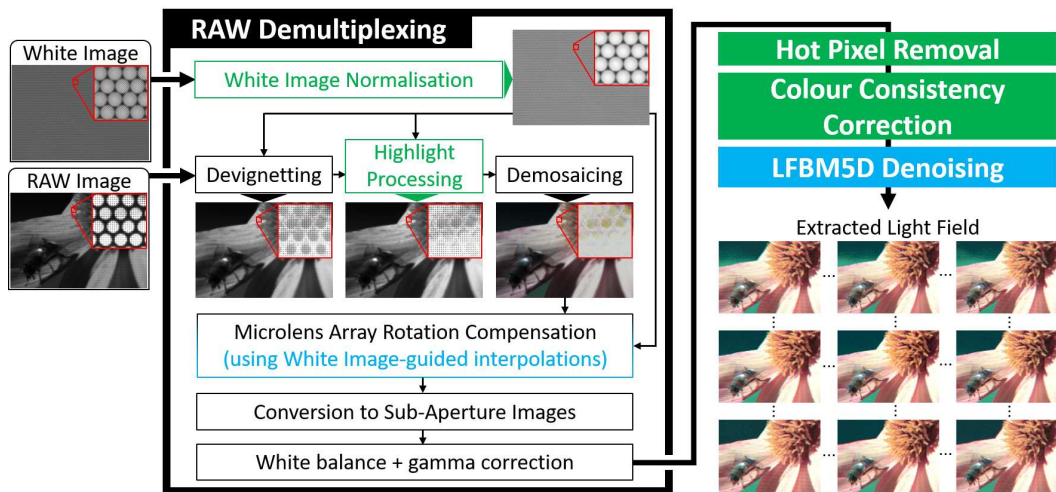 RAW Demultiplexing
White Image
White Image Normalisation
RAW Image
Devignetting
Highlight
Processing
Demosaicing
Microlens Array Rotation Compensation
(using White Image-guided interpolations)
Conversion to Sub-Aperture Images
White balance + gamma correction
Hot Pixel Removal
Colour Consistency
Correction
LFBM5D Denoising
Extracted Light Field
... ...
⋮ ⋮ ⋮
... ...
⋮ ⋮ ⋮
... ...